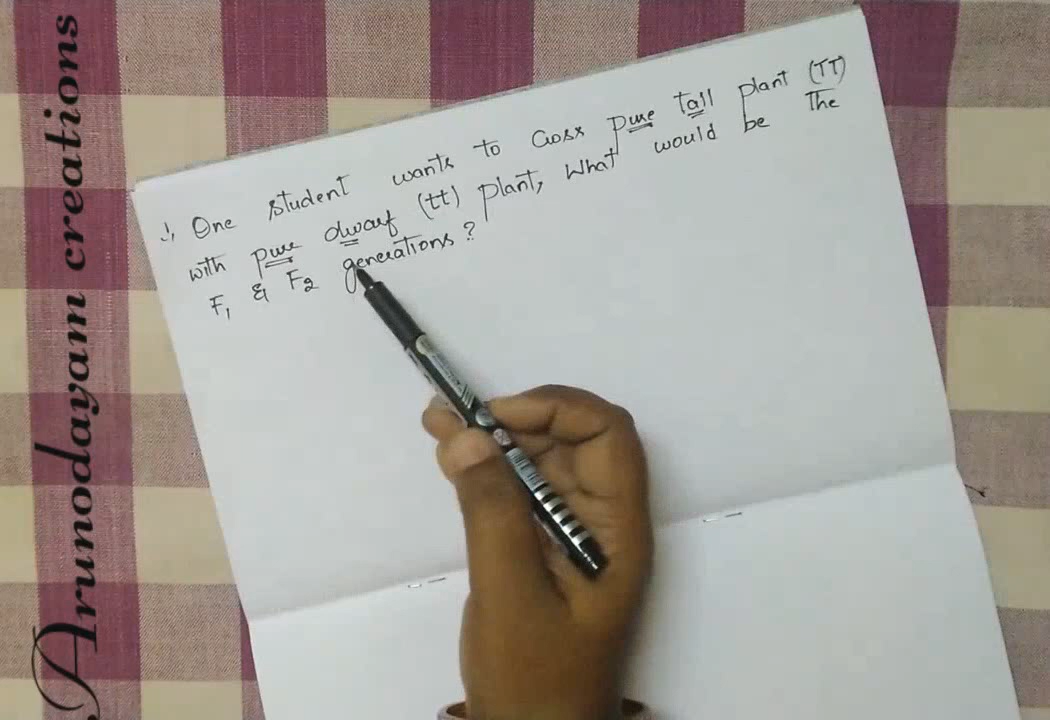 1. One student wants to cross pure tall plant (TT)
with pure dwarf (tt) plant, what would be the
F1 & F2 generations?
Arunodayam creations